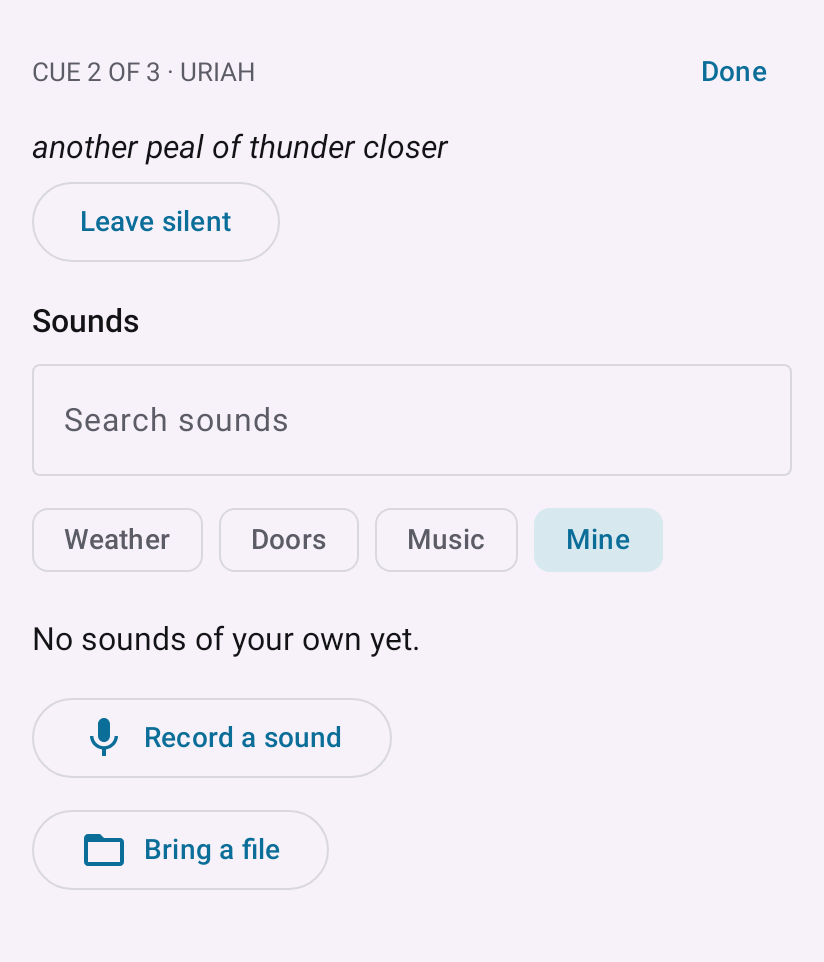 CUE 2 OF 3 · URIAH
Done
another peal of thunder closer
Leave silent
Sounds
Search sounds
Weather
Doors
Music
Mine
No sounds of your own yet.
Record a sound
Bring a file